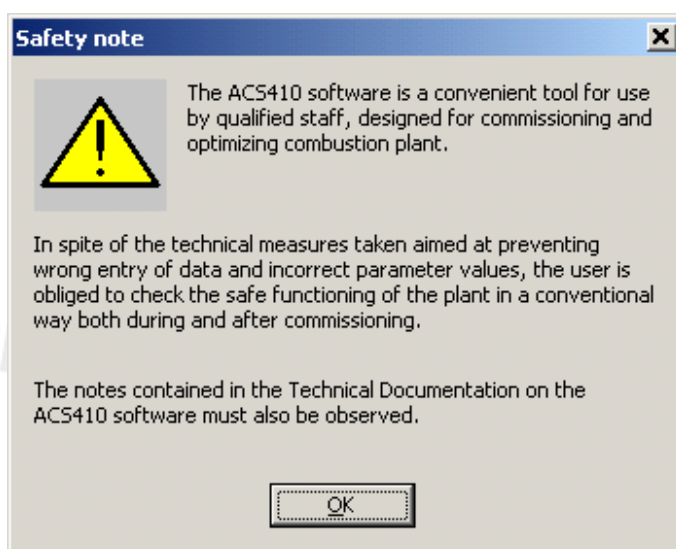 Safety note
The ACS410 software is a convenient tool for use
by qualified staff, designed for commissioning and
optimizing combustion plant.
In spite of the technical measures taken aimed at preventing
wrong entry of data and incorrect parameter values, the user is
obliged to check the safe functioning of the plant in a conventional
way both during and after commissioning.
The notes contained in the Technical Documentation on the
ACS410 software must also be observed.
OK